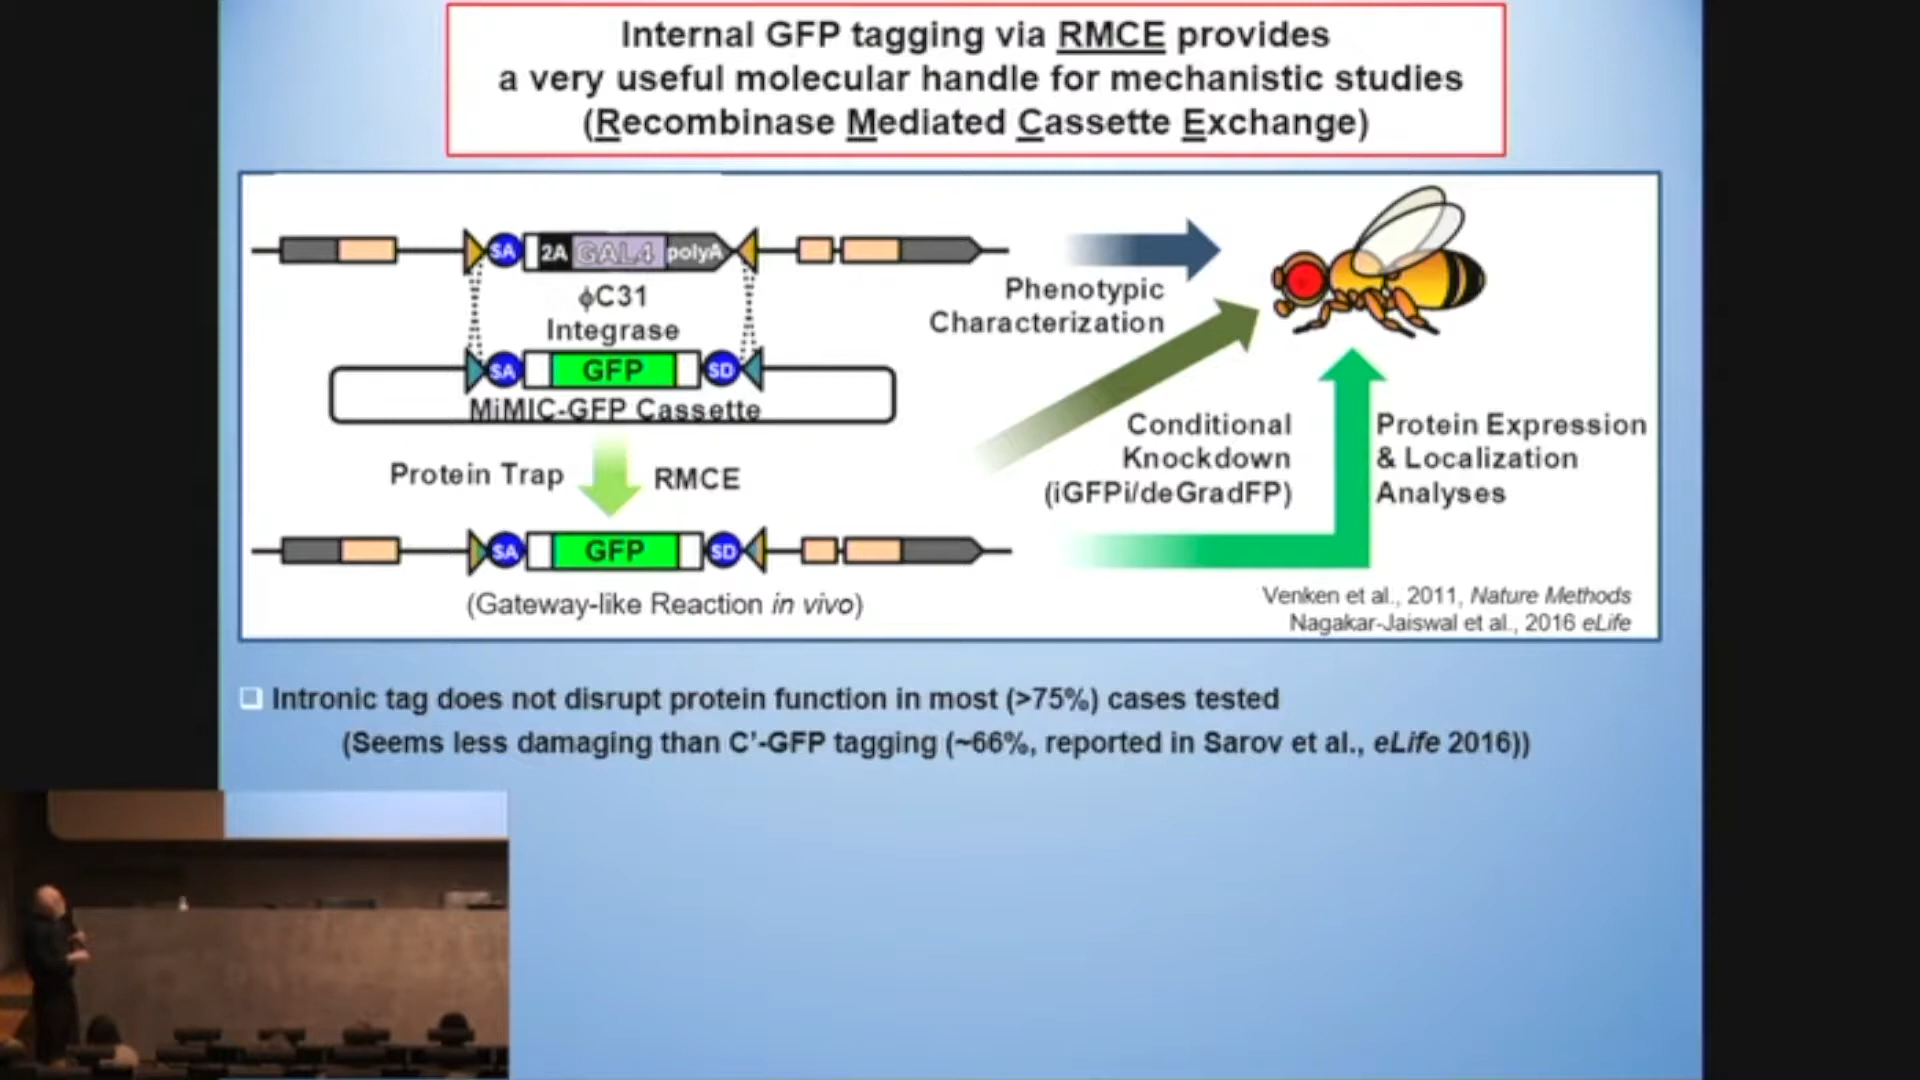 Internal GFP tagging via RMCE provides
a very useful molecular handle for mechanistic studies
(Recombinase Mediated Cassette Exchange)
SA 2A GAL4 polyA
ϕC31
Integrase
SA GFP SD
MiMIC-GFP Cassette
Protein Trap
RMCE
SA GFP SD
(Gateway-like Reaction in vivo)
Phenotypic
Characterization
Conditional
Knockdown
(iGFPi/deGradFP)
Protein Expression
& Localization
Analyses
Venken et al., 2011, Nature Methods
Nagakar-Jaiswal et al., 2016 eLife
Intronic tag does not disrupt protein function in most (>75%) cases tested
(Seems less damaging than C'-GFP tagging (~66%, reported in Sarov et al., eLife 2016))